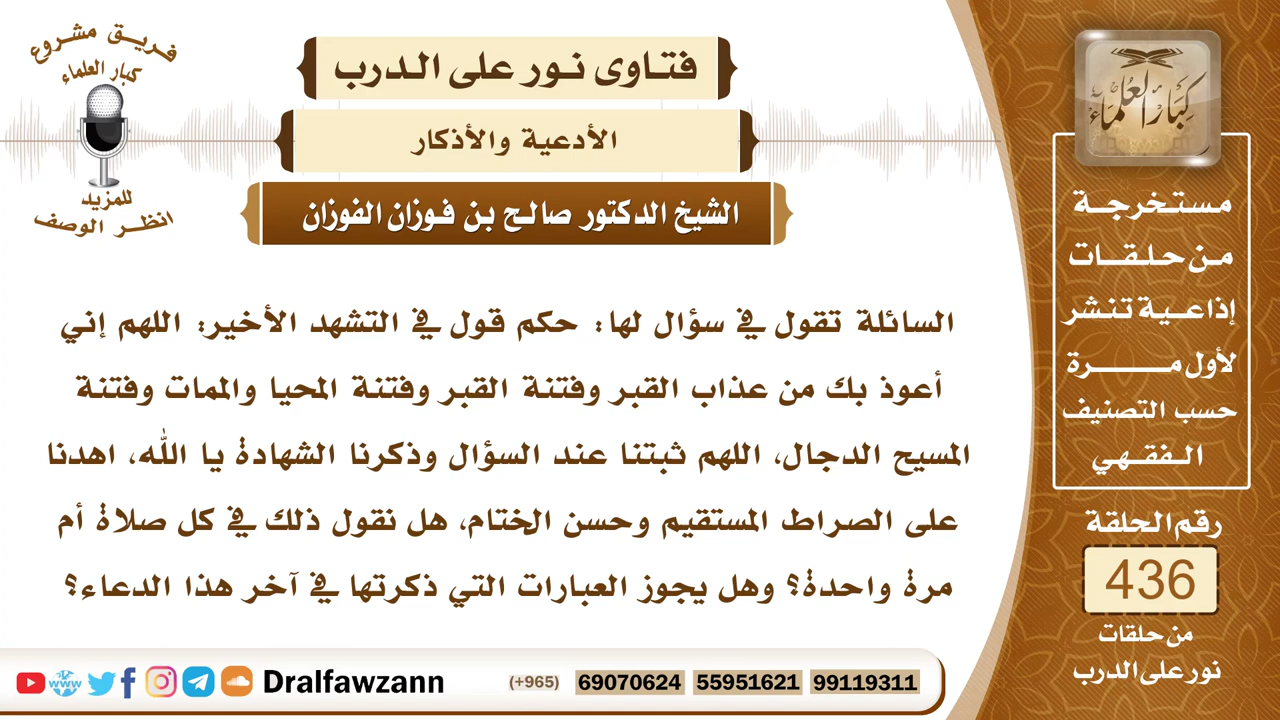 فريق مشروع
كبار العلماء
للمزيد
انظر الوصف
فتاوى نور على الدرب
الأدعية والأذكار
الشيخ الدكتور صالح بن فوزان الفوزان
السائلة تقول في سؤال لها: حكم قول في التشهد الأخير: اللهم إني
أعوذ بك من عذاب القبر وفتنة القبر وفتنة المحيا والممات وفتنة
المسيح الدجال، اللهم ثبتنا عند السؤال وذكرنا الشهادة يا الله، اهدنا
على الصراط المستقيم وحسن الختام، هل نقول ذلك في كل صلاة أم
مرة واحدة؟ وهل يجوز العبارات التي ذكرتها في آخر هذا الدعاء؟
كبار العلماء
مستخرجة
من حلقات
إذاعية تنشر
لأول مرة
حسب التصنيف
الفقهي
رقم الحلقة
436
من حلقات
نور على الدرب
www
Dralfawzann (+965) 69070624 55951621 99119311